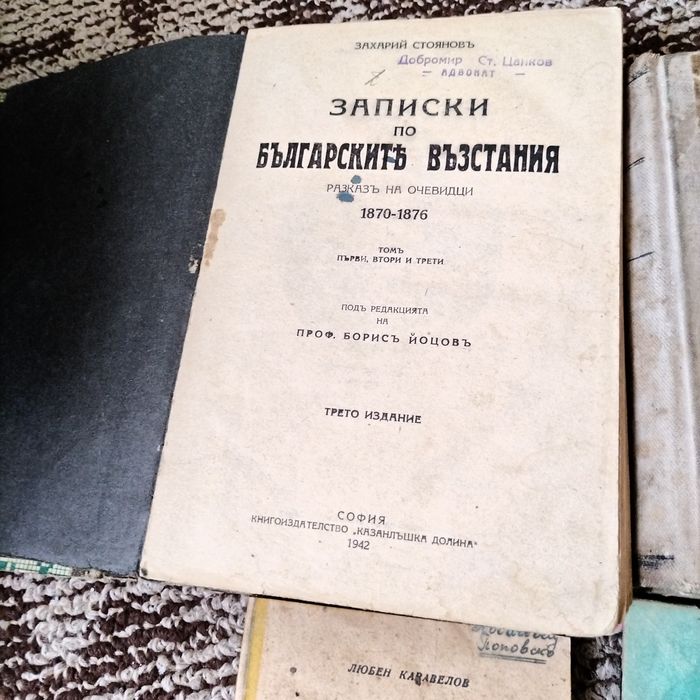 ЗАХАРИЙ СТОЯНОВЪ
Добромир Ст. Цанков
— АДВОКАТ —
ЗАПИСКИ
ПО
БЪЛГАРСКИТѢ ВЪЗСТАНИЯ
РАЗКАЗЪ НА ОЧЕВИДЦИ
1870-1876
ТОМЪ
ПЪРВИ, ВТОРИ И ТРЕТИ
ПОДЪ РЕДАКЦИЯТА
НА
ПРОФ. БОРИСЪ ЙОЦОВЪ
ТРЕТО ИЗДАНИЕ
СОФИЯ
КНИГОИЗДАТЕЛСТВО „КАЗАНЛЪШКА ДОЛИНА"
1942
Поповско
ЛЮБЕН КАРАВЕЛОВ